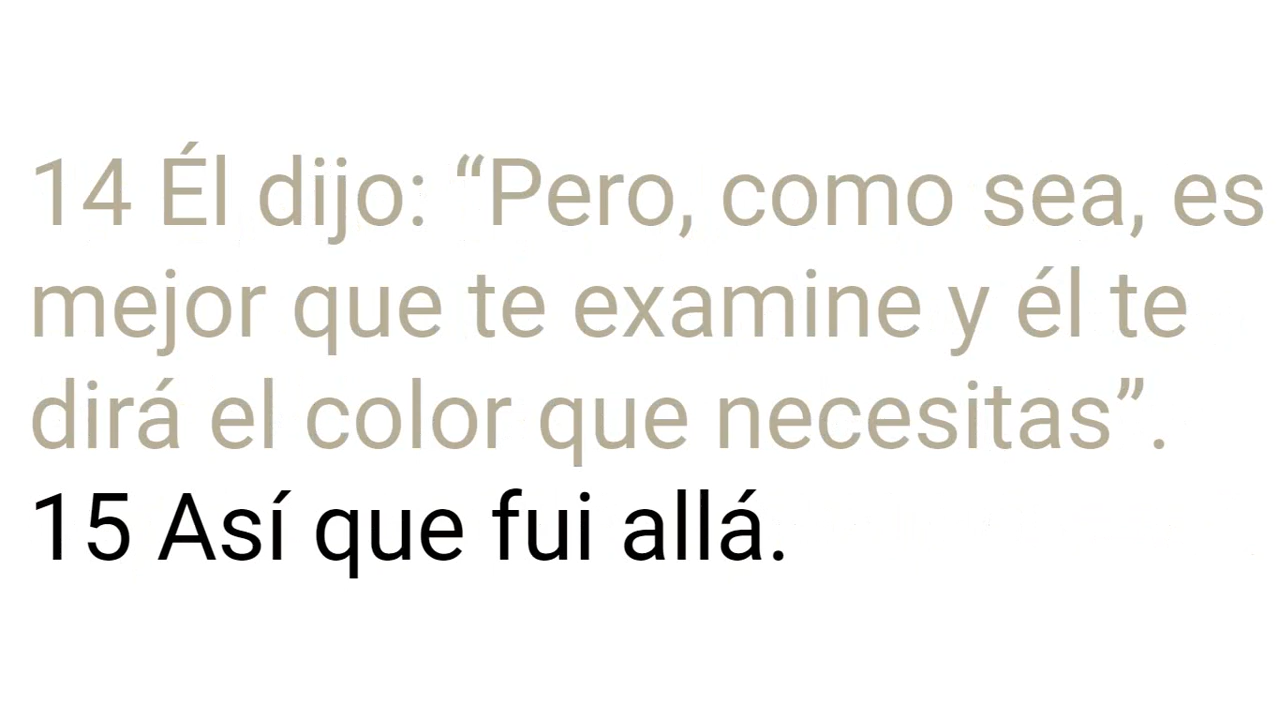 14 Él dijo: “Pero, como sea, es
mejor que te examine y él te
dirá el color que necesitas”.
15 Así que fui allá.